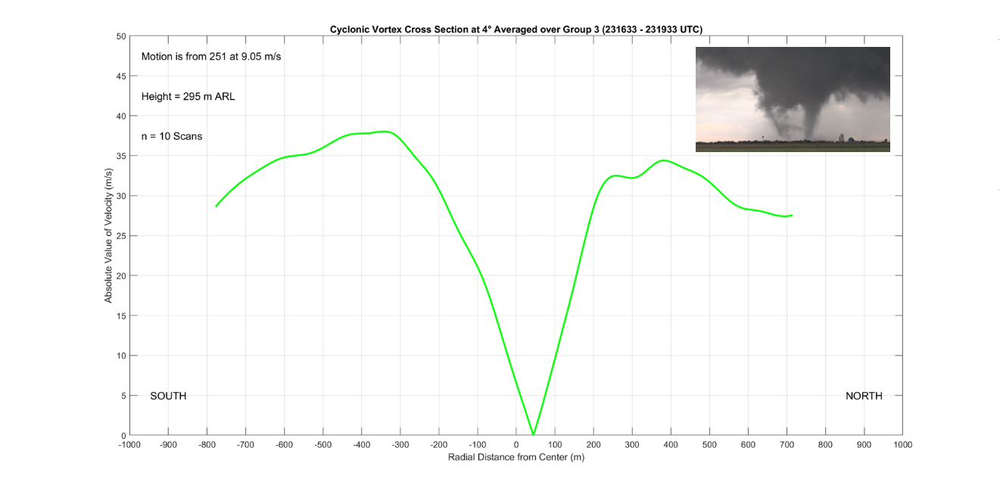 Cyclonic Vortex Cross Section at 4° Averaged over Group 3 (231633 - 231933 UTC)
50
45
40
35
30
25
20
15
10
5
0
Absolute Value of Velocity (m/s)
Motion is from 251 at 9.05 m/s
Height = 295 m ARL
n = 10 Scans
SOUTH
NORTH
-1000 -900 -800 -700 -600 -500 -400 -300 -200 -100 0 100 200 300 400 500 600 700 800 900 1000
Radial Distance from Center (m)